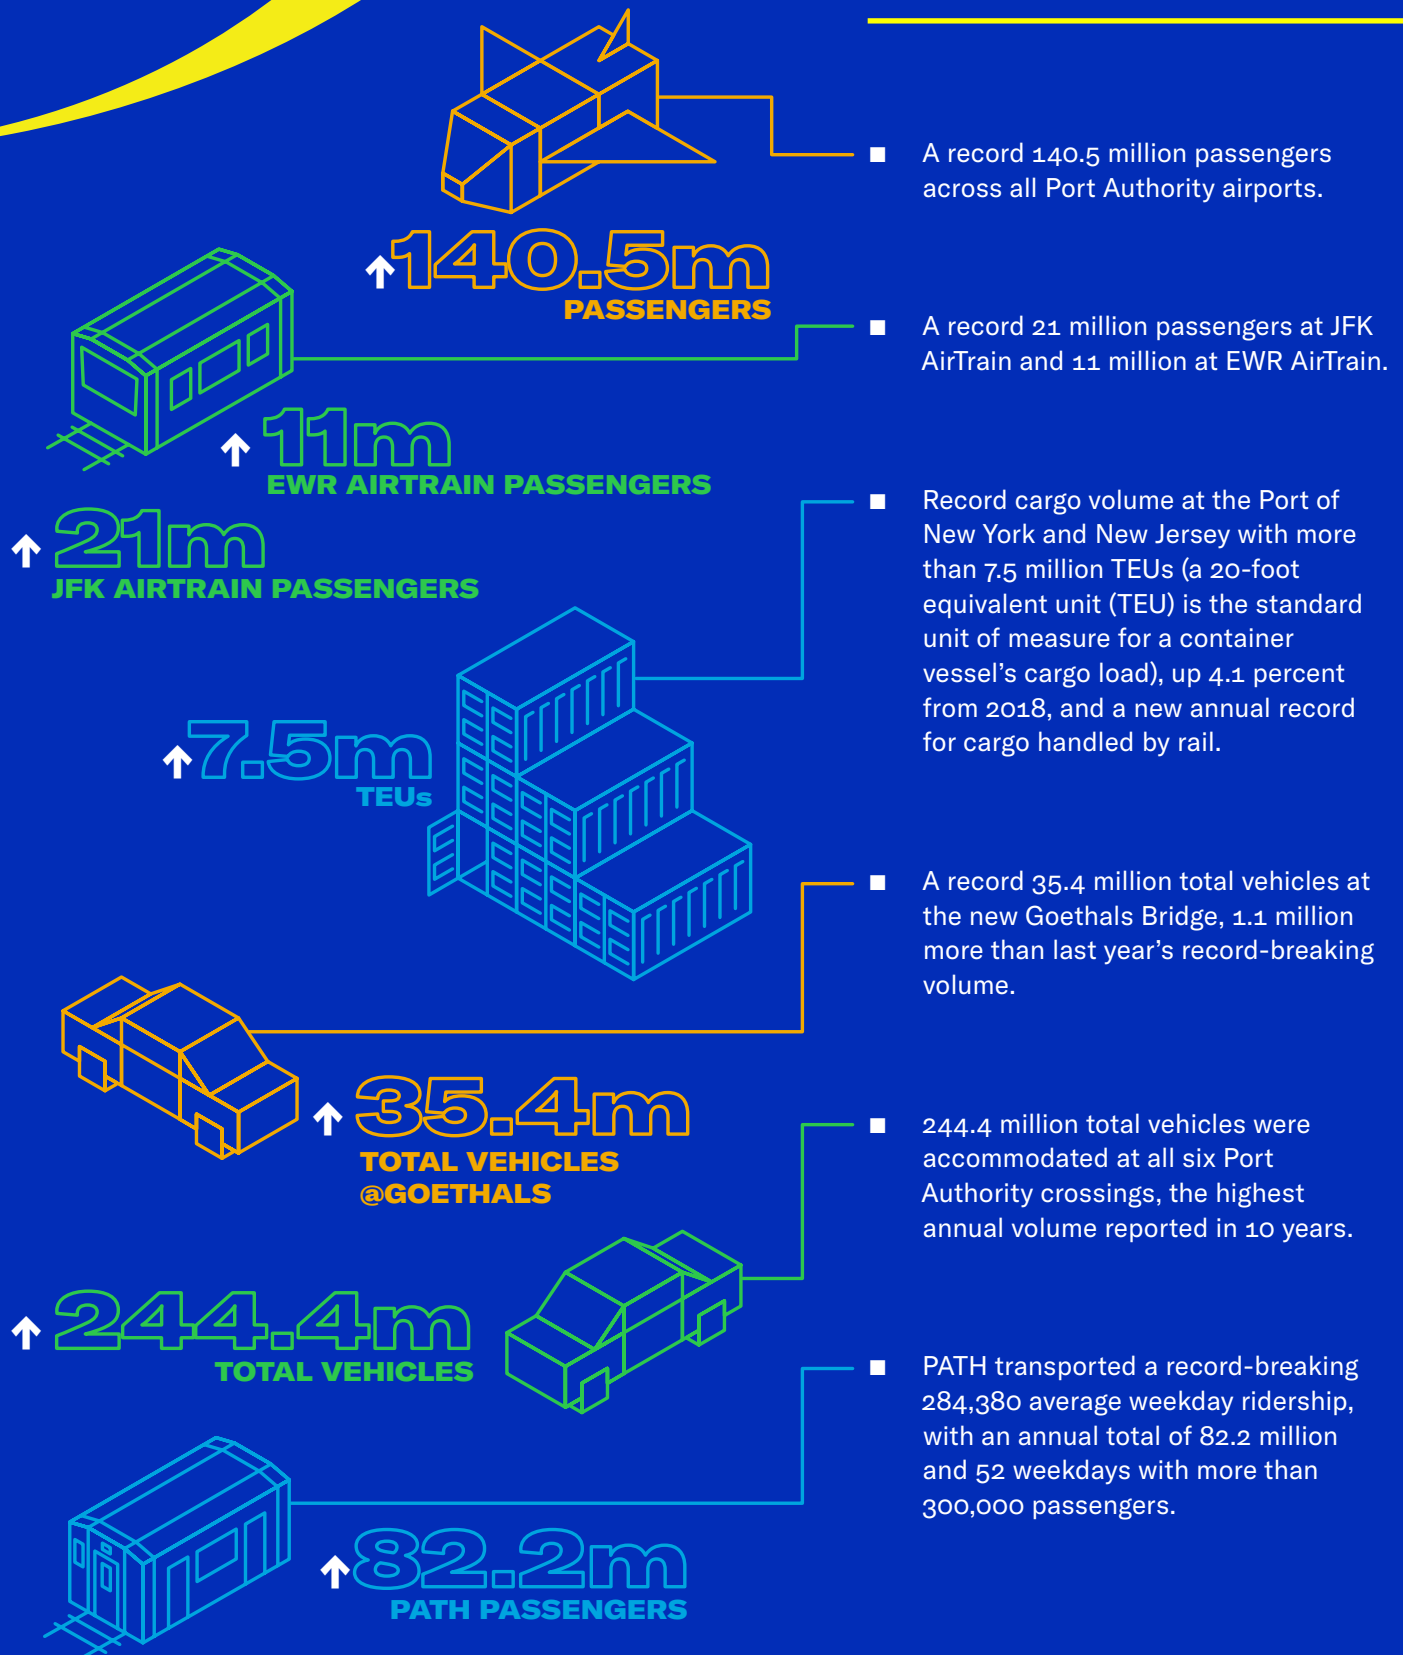 ■ A record 140.5 million passengers
across all Port Authority airports.
140.5m
PASSENGERS
■ A record 21 million passengers at JFK
AirTrain and 11 million at EWR AirTrain.
11m
EWR AIRTRAIN PASSENGERS
21m
JFK AIRTRAIN PASSENGERS
■ Record cargo volume at the Port of
New York and New Jersey with more
than 7.5 million TEUs (a 20-foot
equivalent unit (TEU) is the standard
unit of measure for a container
vessel’s cargo load), up 4.1 percent
from 2018, and a new annual record
for cargo handled by rail.
7.5m
TEUs
■ A record 35.4 million total vehicles at
the new Goethals Bridge, 1.1 million
more than last year’s record-breaking
volume.
35.4m
TOTAL VEHICLES
@GOETHALS
■ 244.4 million total vehicles were
accommodated at all six Port
Authority crossings, the highest
annual volume reported in 10 years.
244.4m
TOTAL VEHICLES
■ PATH transported a record-breaking
284,380 average weekday ridership,
with an annual total of 82.2 million
and 52 weekdays with more than
300,000 passengers.
82.2m
PATH PASSENGERS